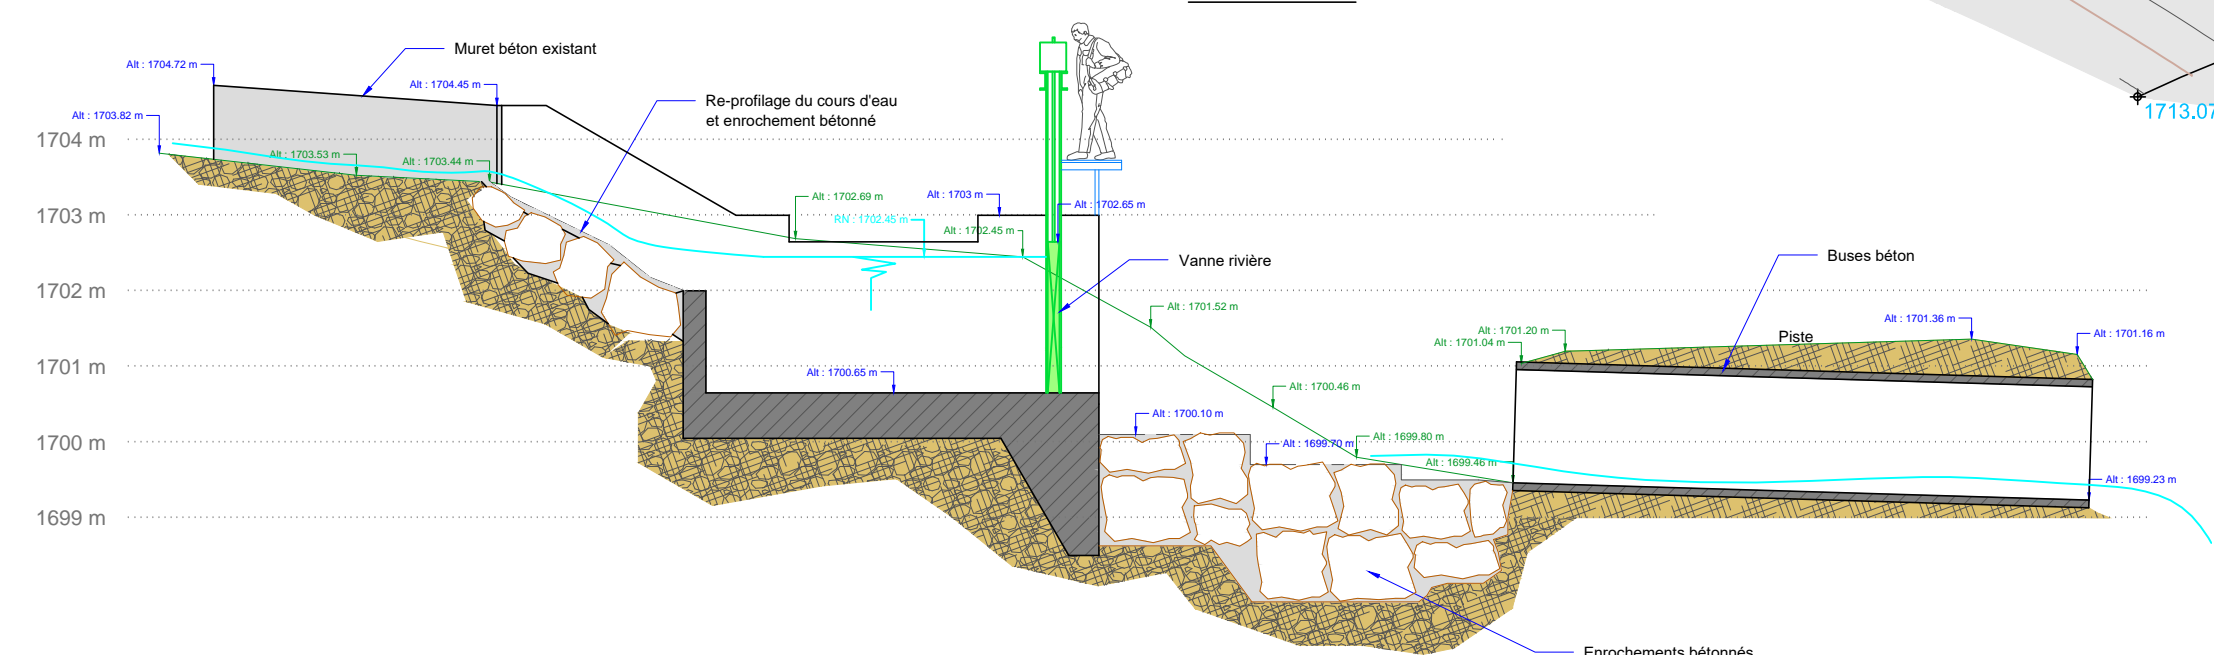 Muret béton existant
Alt : 1704.72 m
Alt : 1704.45 m
Re-profilage du cours d'eau
et enrochement bétonné
Alt : 1703.82 m
1713.07
1704 m
Alt : 1703.53 m
Alt : 1703.44 m
Alt : 1702.69 m
Alt : 1703 m
Alt : 1702.65 m
1703 m
RN : 1702.45 m
Alt : 1702.45 m
Vanne rivière
Buses béton
1702 m
Alt : 1701.52 m
Alt : 1701.36 m
Alt : 1701.20 m
Alt : 1701.16 m
Piste
Alt : 1701.04 m
1701 m
Alt : 1700.65 m
Alt : 1700.46 m
Alt : 1700.10 m
1700 m
Alt : 1699.70 m
Alt : 1699.80 m
Alt : 1699.46 m
Alt : 1699.23 m
1699 m
Enrochements bétonnés